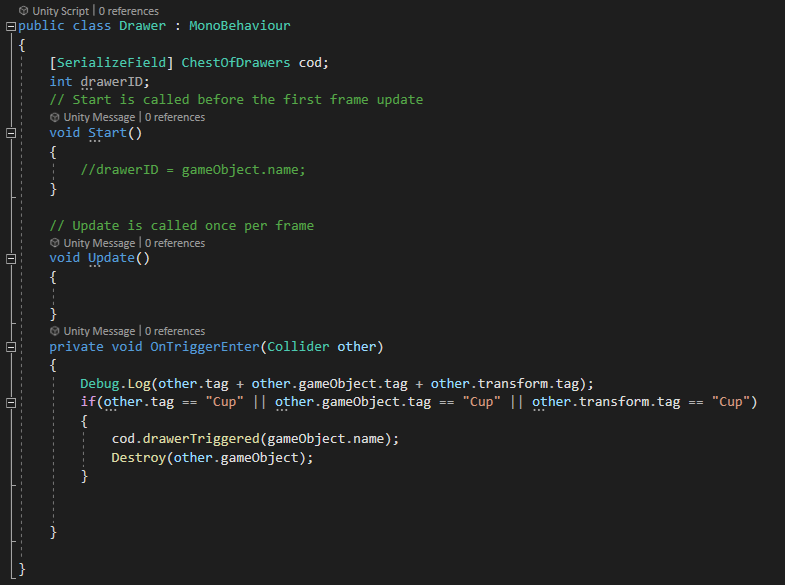 Unity Script | 0 references
public class Drawer : MonoBehaviour
{
[SerializeField] ChestOfDrawers cod;
int drawerID;
// Start is called before the first frame update
Unity Message | 0 references
void Start()
{
//drawerID = gameObject.name;
}
// Update is called once per frame
Unity Message | 0 references
void Update()
{
}
Unity Message | 0 references
private void OnTriggerEnter(Collider other)
{
Debug.Log(other.tag + other.gameObject.tag + other.transform.tag);
if(other.tag == "Cup" || other.gameObject.tag == "Cup" || other.transform.tag == "Cup")
{
cod.drawerTriggered(gameObject.name);
Destroy(other.gameObject);
}
}
}